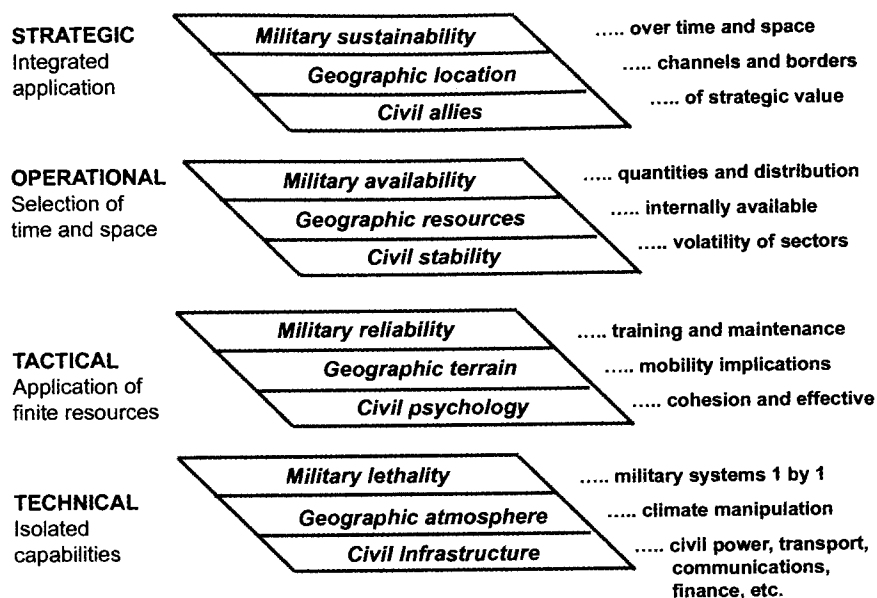 STRATEGIC
Integrated
application
Military sustainability
Geographic location
Civil allies
..... over time and space
..... channels and borders
..... of strategic value
OPERATIONAL
Selection of
time and space
Military availability
Geographic resources
Civil stability
..... quantities and distribution
..... internally available
..... volatility of sectors
TACTICAL
Application of
finite resources
Military reliability
Geographic terrain
Civil psychology
..... training and maintenance
..... mobility implications
..... cohesion and effective
TECHNICAL
Isolated
capabilities
Military lethality
Geographic atmosphere
Civil Infrastructure
..... military systems 1 by 1
..... climate manipulation
..... civil power, transport,
communications,
finance, etc.